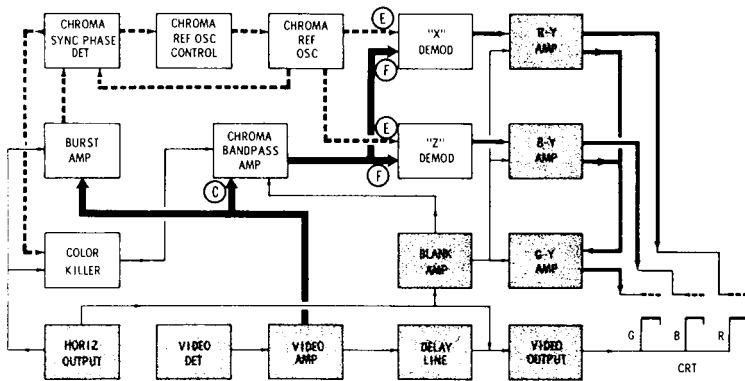 CHROMA
SYNC PHASE
DET
CHROMA
REF OSC
CONTROL
CHROMA
REF
OSC
E
"X"
DEMOD
F
R-Y
AMP
BURST
AMP
CHROMA
BANDPASS
AMP
E
"Z"
DEMOD
F
B-Y
AMP
C
COLOR
KILLER
BLANK
AMP
G-Y
AMP
HORIZ
OUTPUT
VIDEO
DET
VIDEO
AMP
DELAY
LINE
VIDEO
OUTPUT
G
B
R
CRT